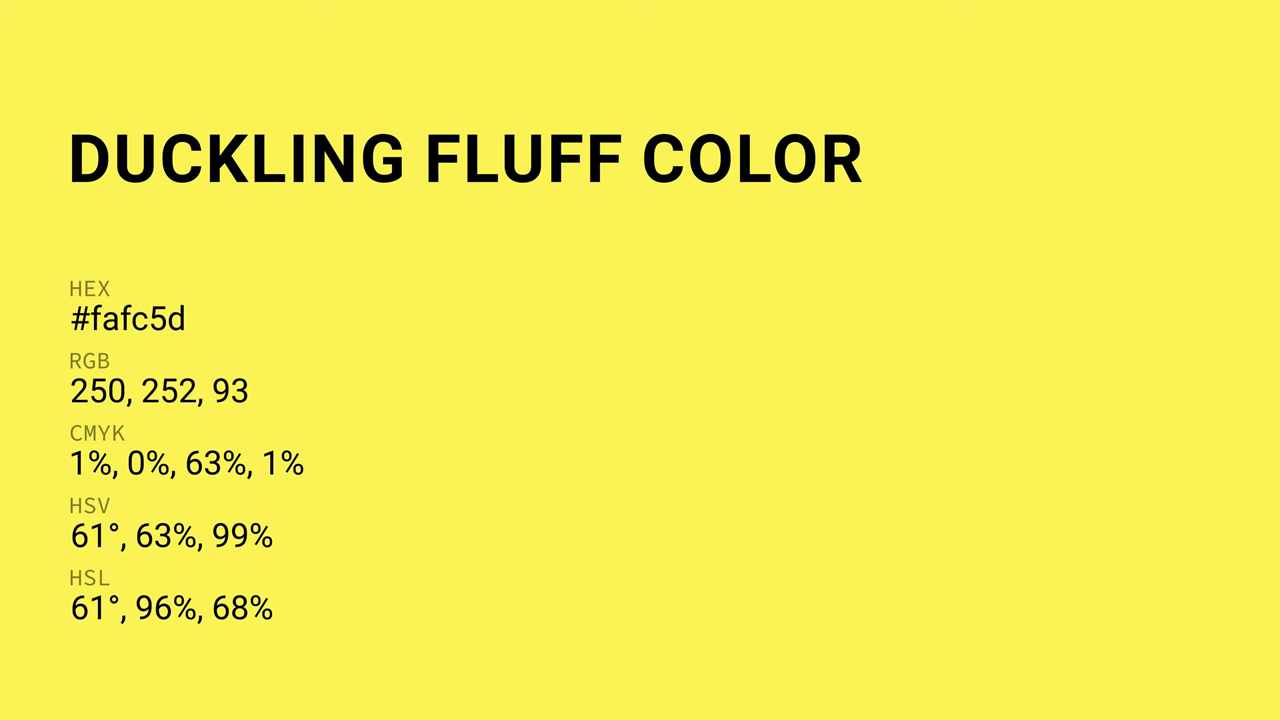 DUCKLING FLUFF COLOR
HEX
#fafc5d
RGB
250, 252, 93
CMYK
1%, 0%, 63%, 1%
HSV
61°, 63%, 99%
HSL
61°, 96%, 68%